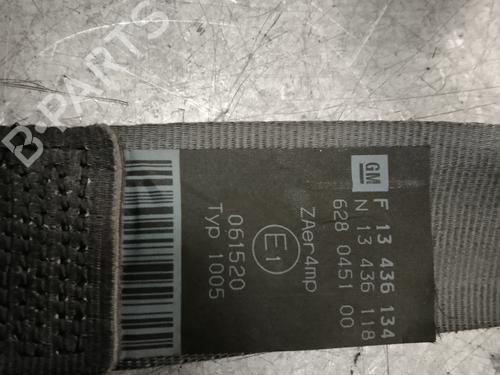 GM
F 13 436 134
N 13 436 118
628 0451 00
ZAer4mp
E1
061520
Typ 1005
B-PARTS